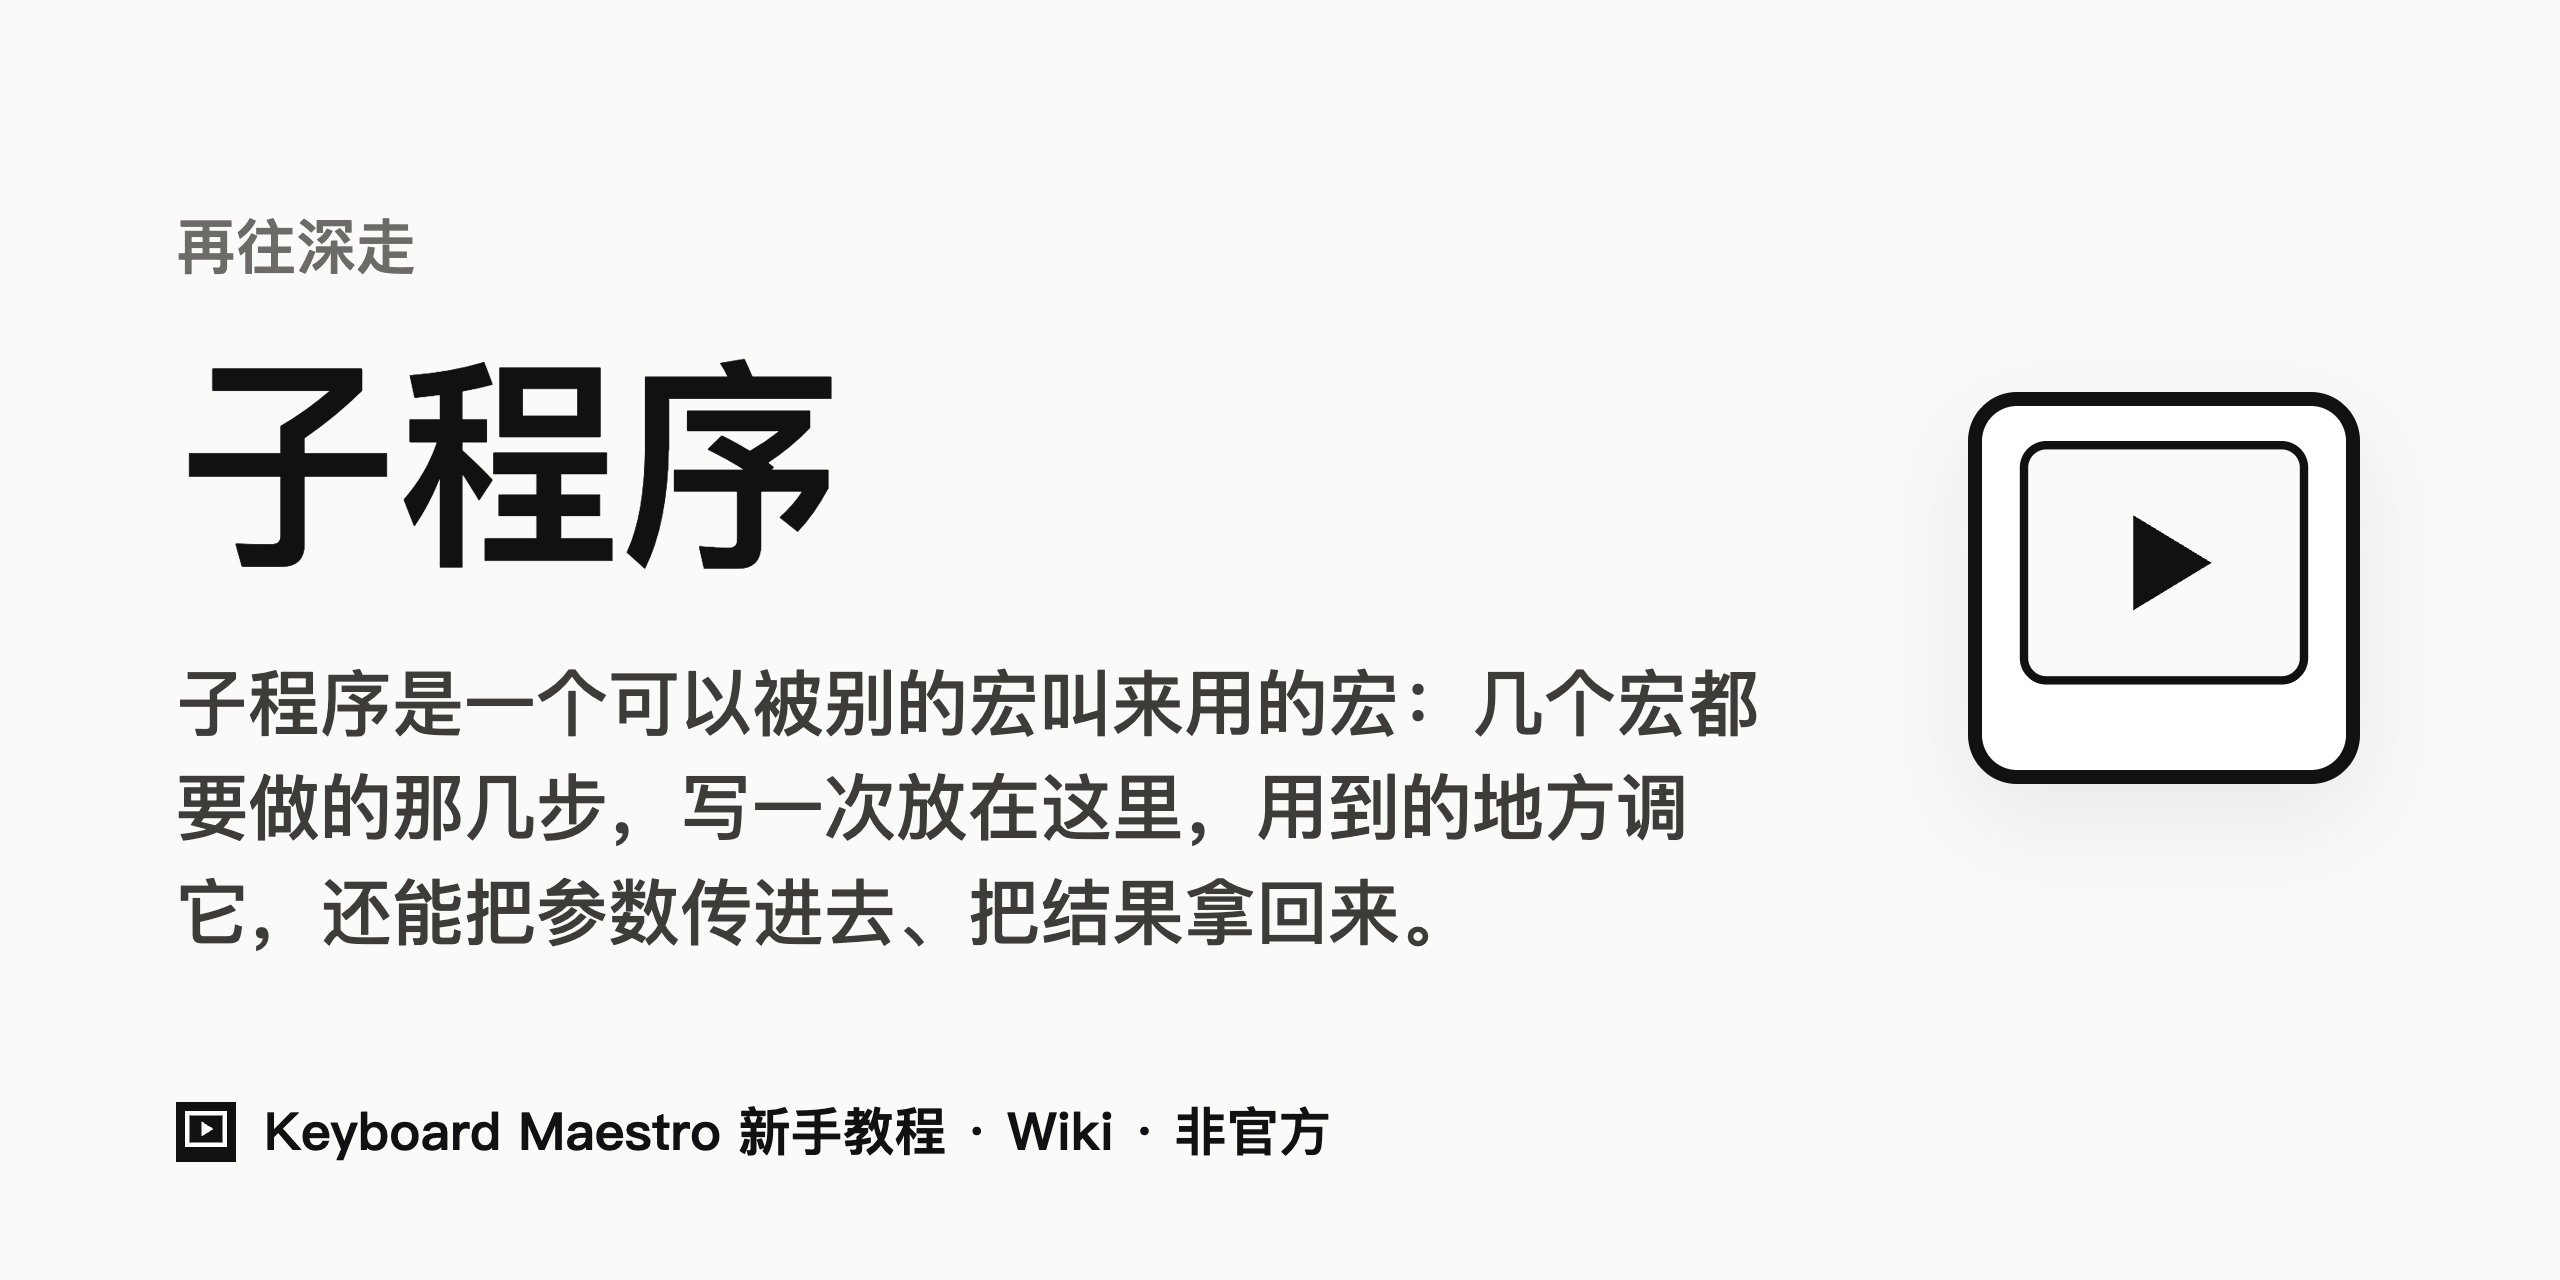 再往深走
子程序
子程序是一个可以被别的宏叫来用的宏：几个宏都
要做的那几步，写一次放在这里，用到的地方调
它，还能把参数传进去、把结果拿回来。
Keyboard Maestro 新手教程 · Wiki · 非官方